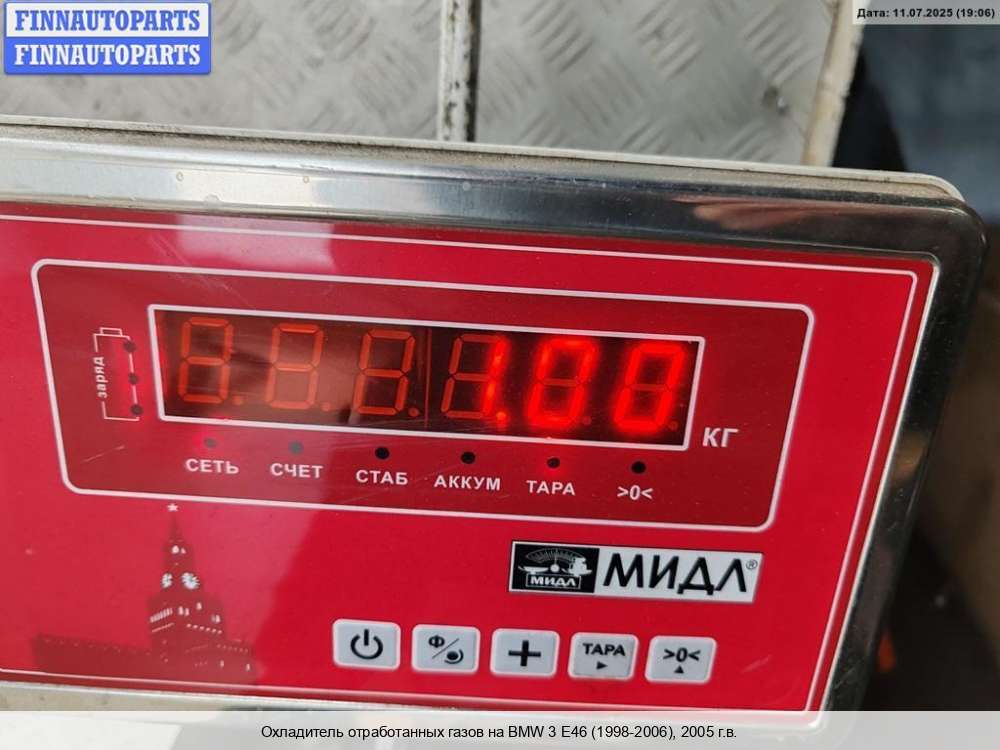 FINNAUTOPARTS
FINNAUTOPARTS
Дата: 11.07.2025 (19:06)
заряд
1.00
КГ
СЕТЬ СЧЕТ СТАБ АККУМ ТАРА >0<
МИДЛ
МИДЛ®
Ф
+
ТАРА
>0<
Охладитель отработанных газов на BMW 3 E46 (1998-2006), 2005 г.в.